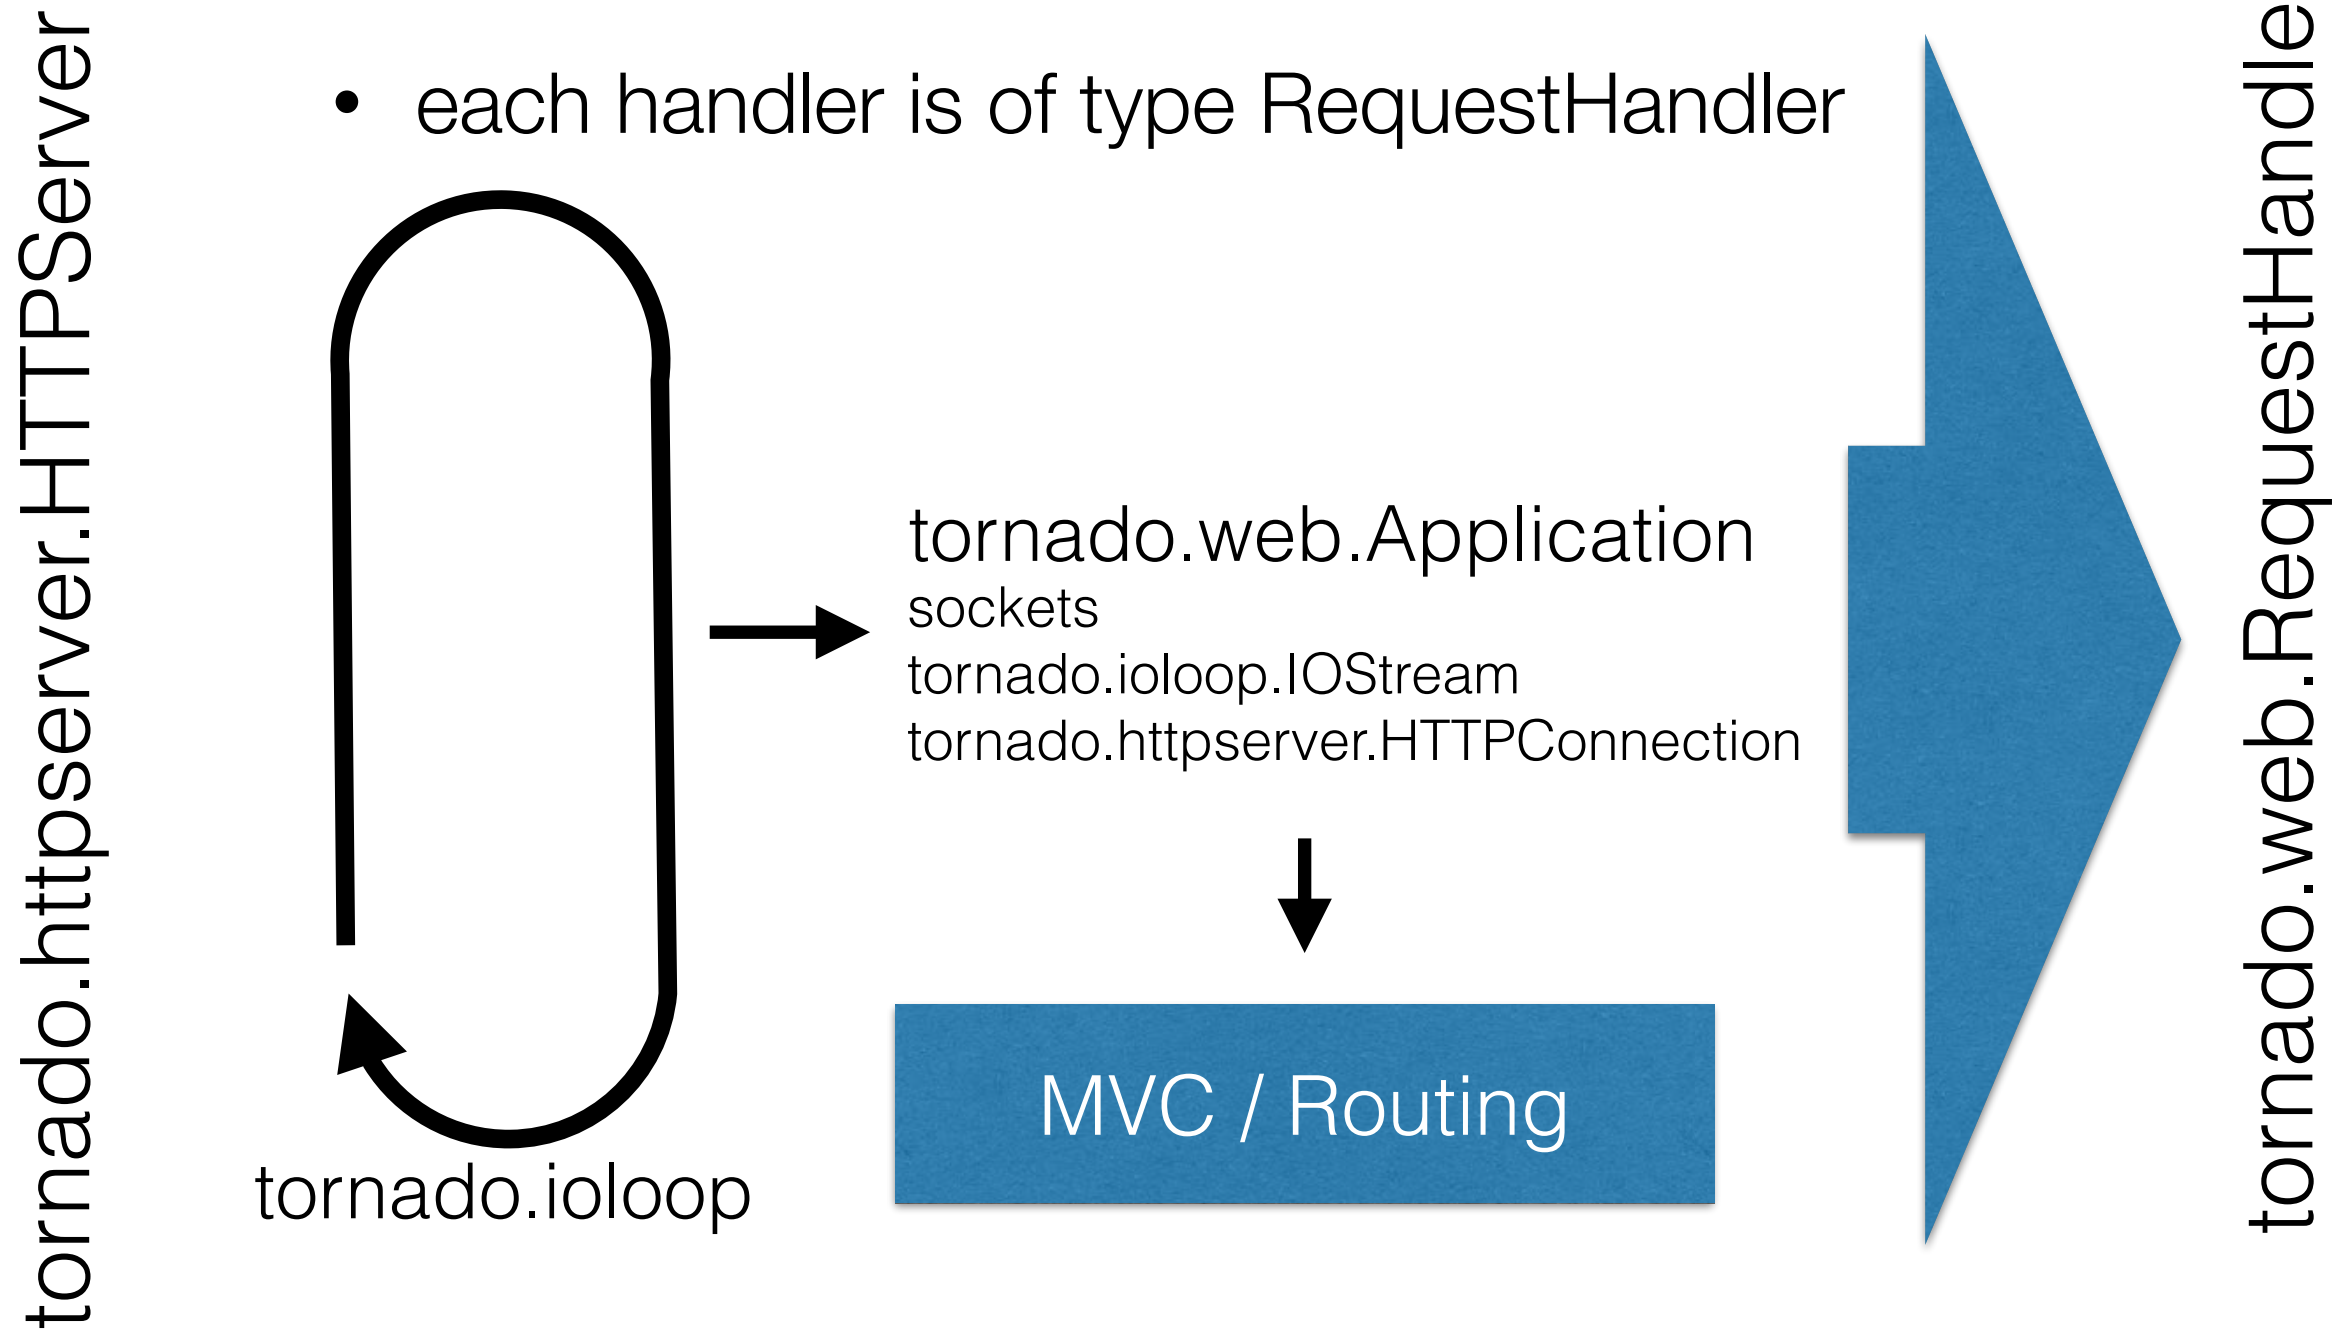 tornado.httpserver.HTTPServer
• each handler is of type RequestHandler
tornado.web.Application
sockets
tornado.ioloop.IOStream
tornado.httpserver.HTTPConnection
MVC / Routing
tornado.ioloop
tornado.web.RequestHandle